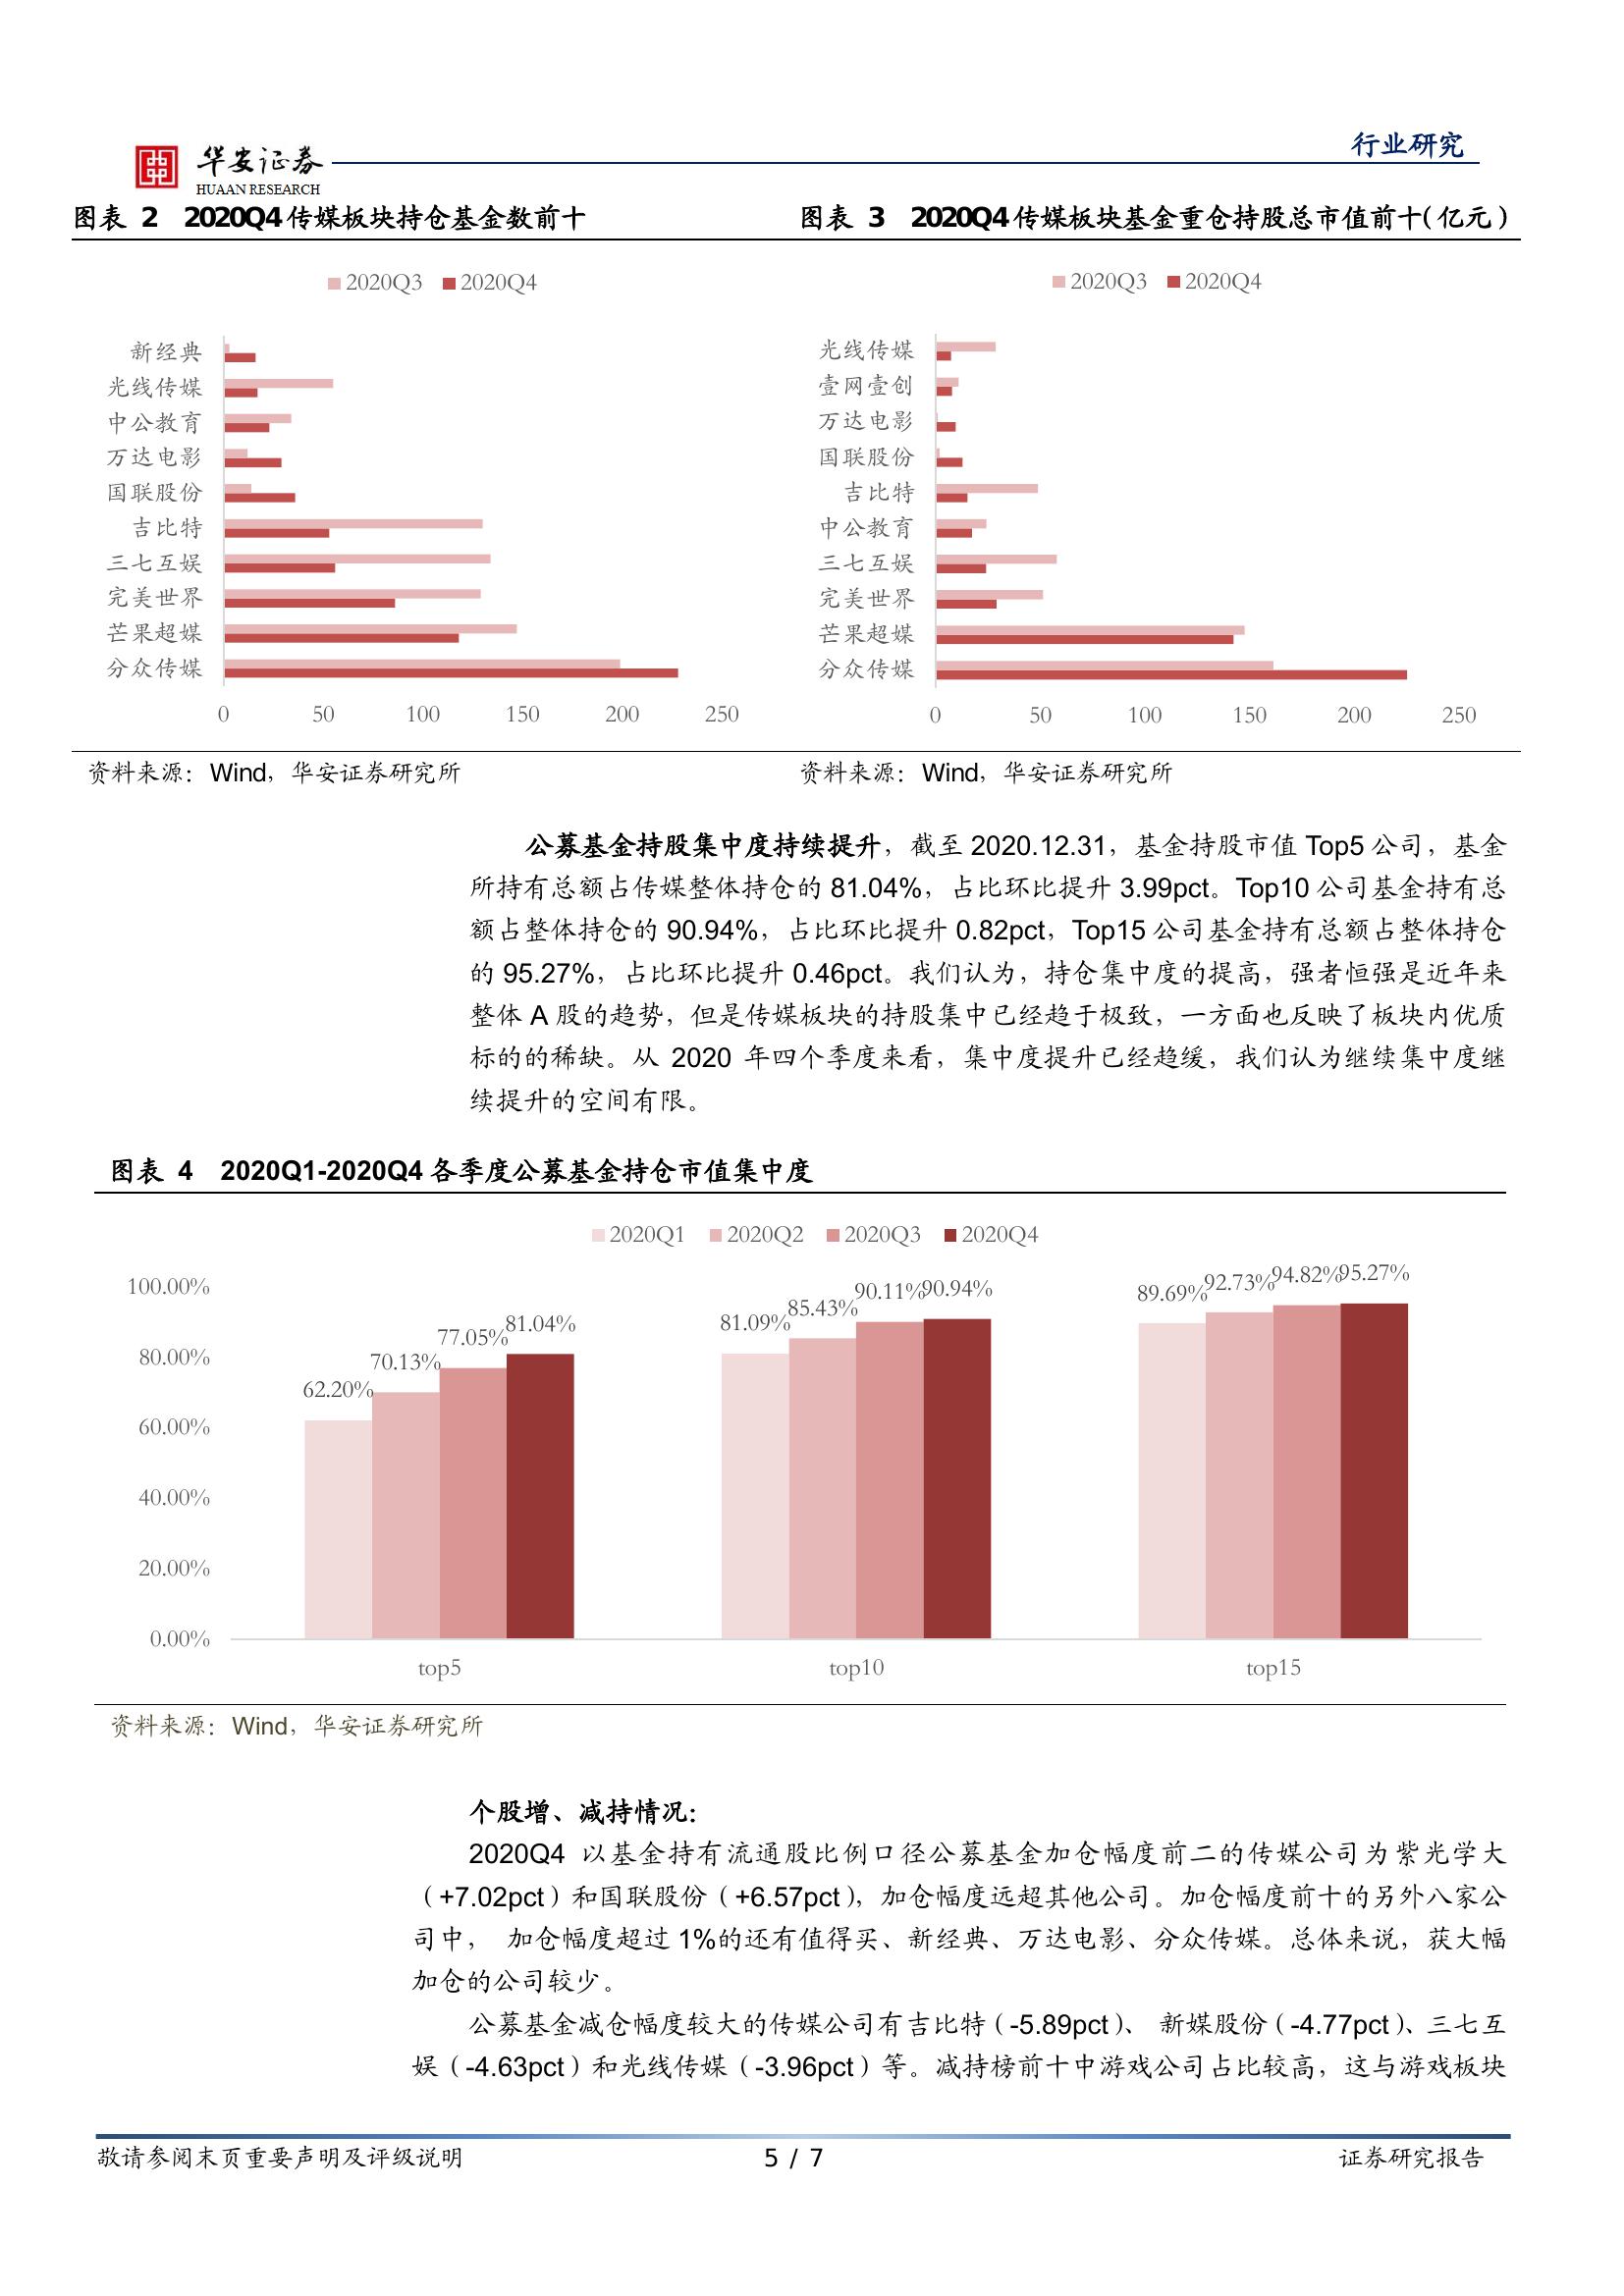 行业研究
华安证券
HUAAN RESEARCH
图表 2 2020Q4传媒板块持仓基金数前十
2020Q3 2020Q4
新经典
光线传媒
中公教育
万达电影
国联股份
吉比特
三七互娱
完美世界
芒果超媒
分众传媒
0 50 100 150 200 250
资料来源：Wind，华安证券研究所
图表 3 2020Q4传媒板块基金重仓持股总市值前十(亿元)
2020Q3 2020Q4
光线传媒
壹网壹创
万达电影
国联股份
吉比特
中公教育
三七互娱
完美世界
芒果超媒
分众传媒
0 50 100 150 200 250
资料来源：Wind，华安证券研究所
公募基金持股集中度持续提升，截至 2020.12.31，基金持股市值 Top5 公司，基金
所持有总额占传媒整体持仓的 81.04%，占比环比提升 3.99pct。Top10 公司基金持有总
额占整体持仓的 90.94%，占比环比提升 0.82pct，Top15 公司基金持有总额占整体持仓
的 95.27%，占比环比提升 0.46pct。我们认为，持仓集中度的提高，强者恒强是近年来
整体 A 股的趋势，但是传媒板块的持股集中已经趋于极致，一方面也反映了板块内优质
标的的稀缺。从 2020 年四个季度来看，集中度提升已经趋缓，我们认为继续集中度继
续提升的空间有限。
图表 4 2020Q1-2020Q4 各季度公募基金持仓市值集中度
2020Q1 2020Q2 2020Q3 2020Q4
100.00%
80.00%
60.00%
40.00%
20.00%
0.00%
62.20% 70.13% 77.05% 81.04%
81.09% 85.43% 90.11% 90.94%
89.69% 92.73% 94.82% 95.27%
top5 top10 top15
资料来源：Wind，华安证券研究所
个股增、减持情况：
2020Q4 以基金持有流通股比例口径公募基金加仓幅度前二的传媒公司为紫光学大
（+7.02pct）和国联股份（+6.57pct），加仓幅度远超其他公司。加仓幅度前十的另外八家公
司中， 加仓幅度超过 1%的还有值得买、新经典、万达电影、分众传媒。总体来说，获大幅
加仓的公司较少。
公募基金减仓幅度较大的传媒公司有吉比特（-5.89pct）、 新媒股份（-4.77pct）、三七互
娱（-4.63pct）和光线传媒（-3.96pct）等。减持榜前十中游戏公司占比较高，这与游戏板块
敬请参阅末页重要声明及评级说明 5 / 7 证券研究报告